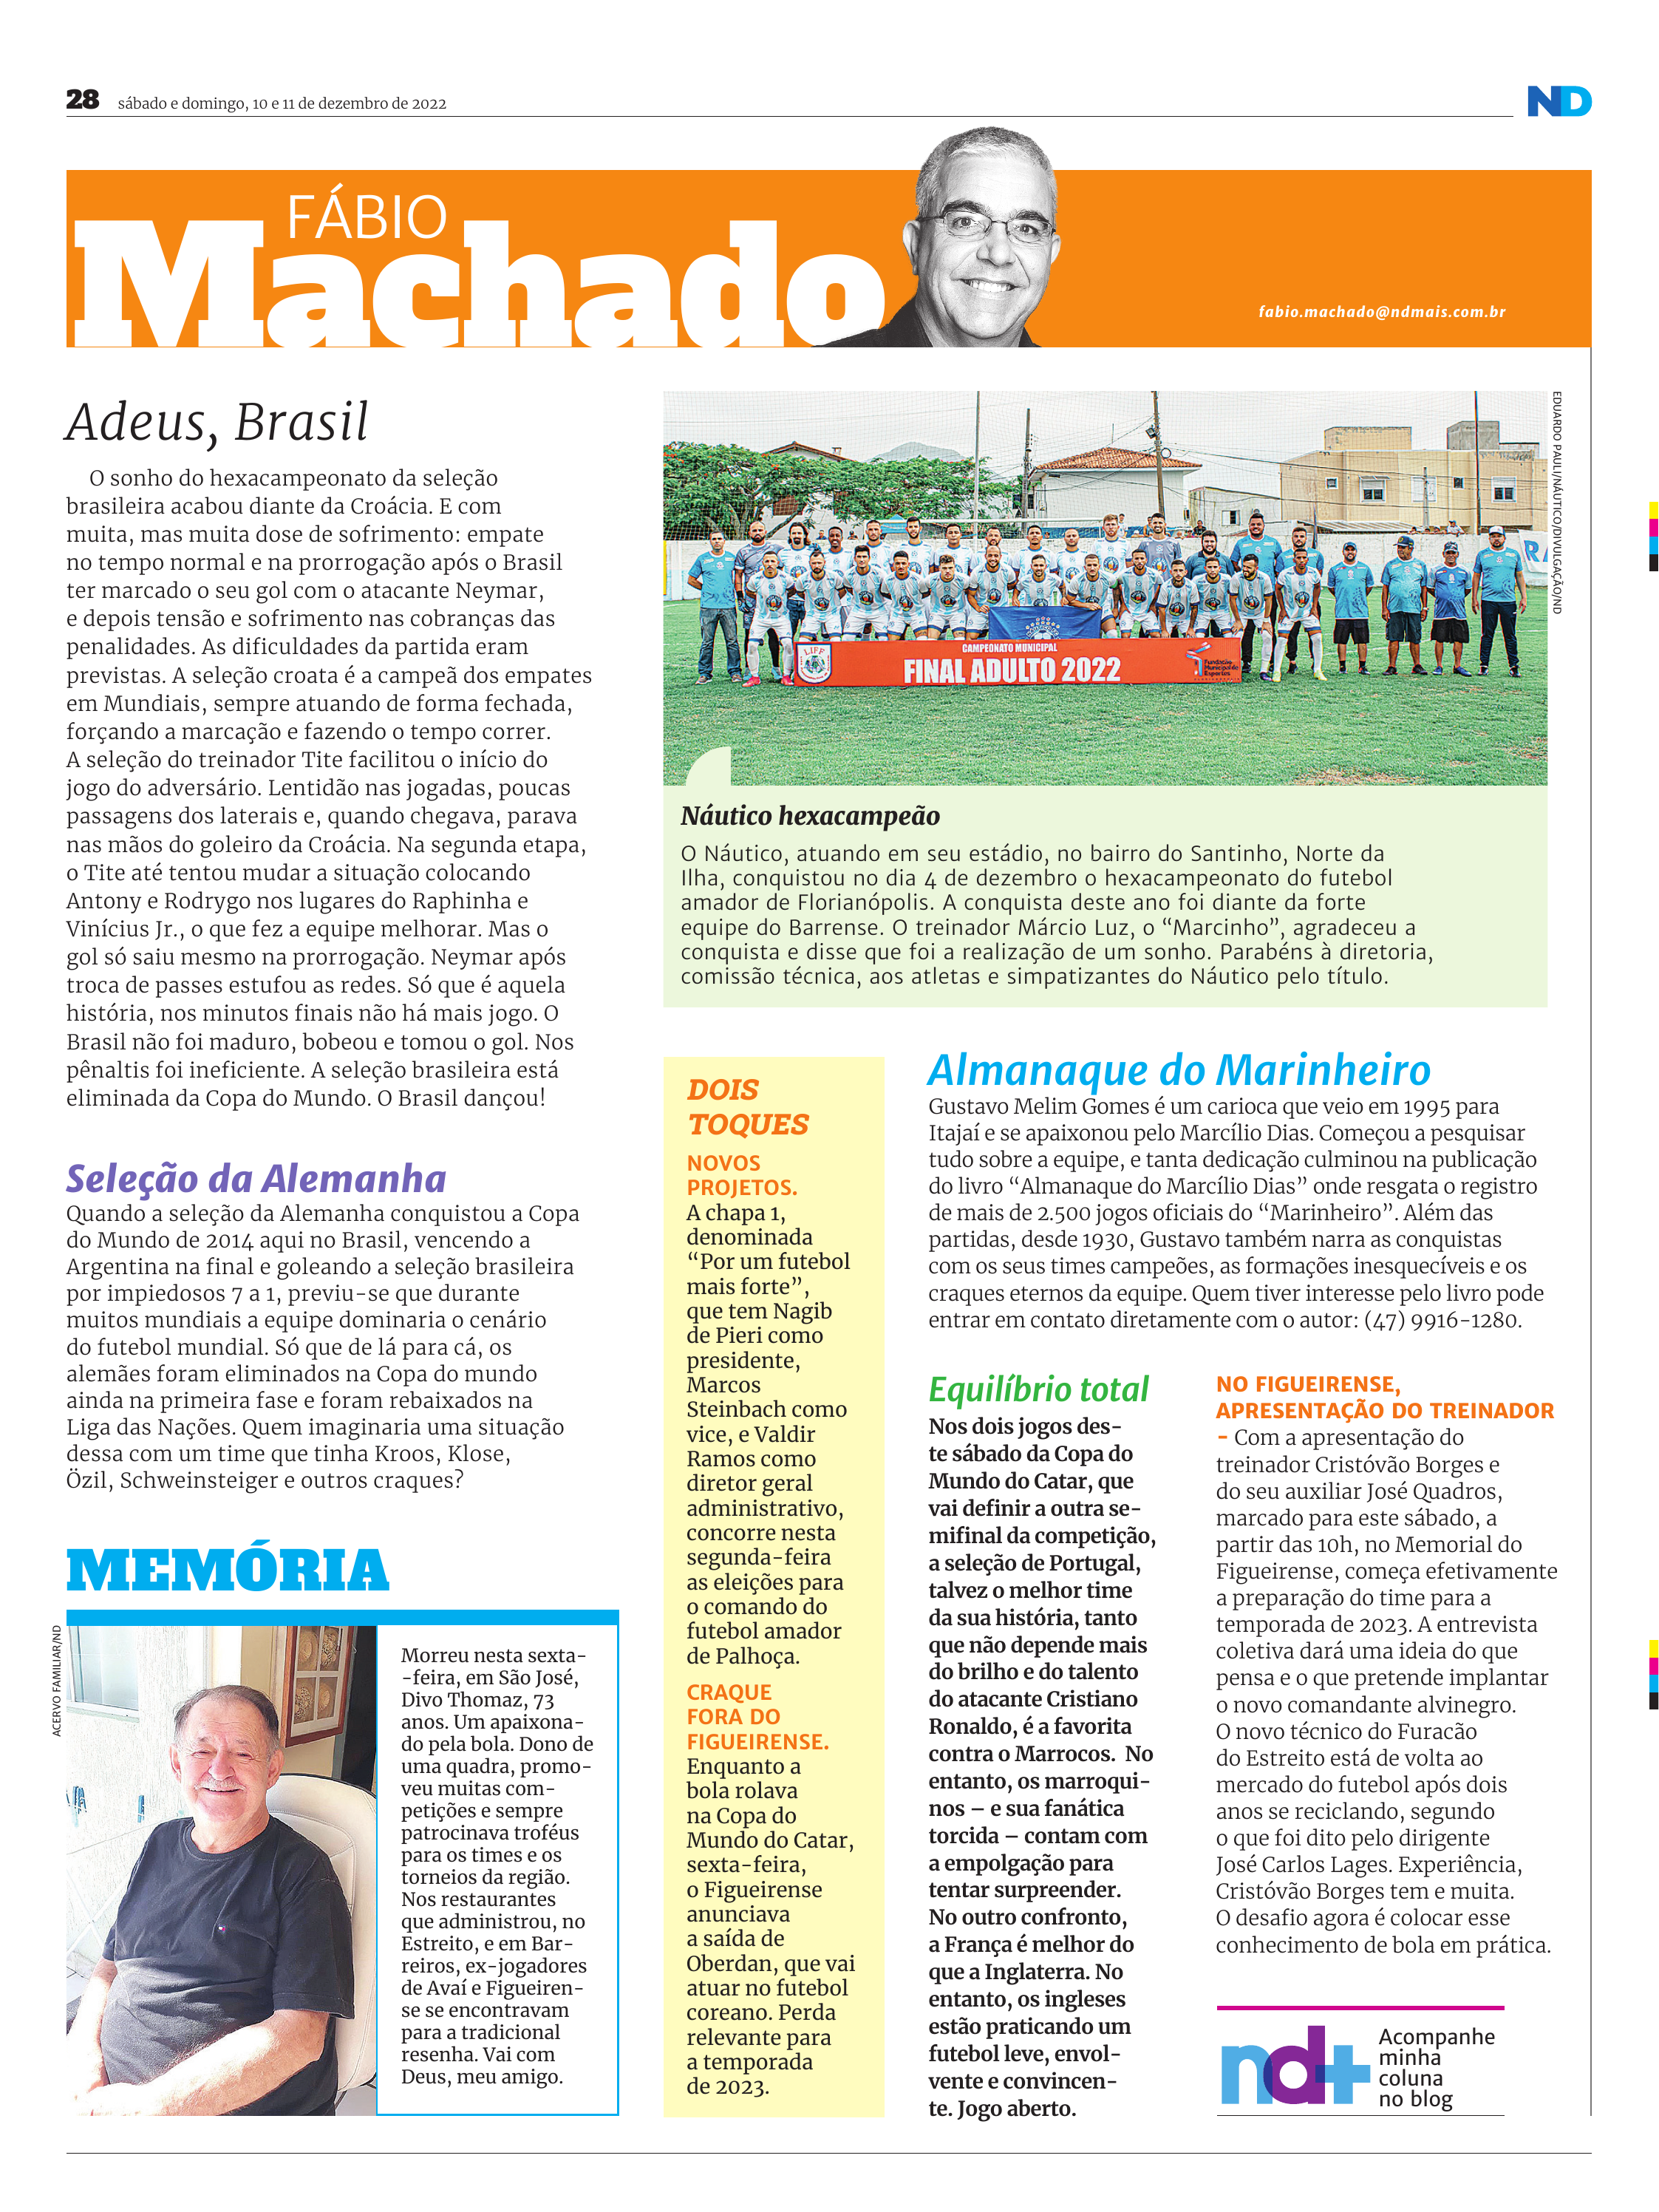 28 sábado e domingo, 10 e 11 de dezembro de 2022
ND
FÁBIO
Machado
fabio.machado@ndmais.com.br
Adeus, Brasil
O sonho do hexacampeonato da seleção
brasileira acabou diante da Croácia. E com
muita, mas muita dose de sofrimento: empate
no tempo normal e na prorrogação após o Brasil
ter marcado o seu gol com o atacante Neymar,
e depois tensão e sofrimento nas cobranças das
penalidades. As dificuldades da partida eram
previstas. A seleção croata é a campeã dos empates
em Mundiais, sempre atuando de forma fechada,
forçando a marcação e fazendo o tempo correr.
A seleção do treinador Tite facilitou o início do
jogo do adversário. Lentidão nas jogadas, poucas
passagens dos laterais e, quando chegava, parava
nas mãos do goleiro da Croácia. Na segunda etapa,
o Tite até tentou mudar a situação colocando
Antony e Rodrygo nos lugares do Raphinha e
Vinícius Jr., o que fez a equipe melhorar. Mas o
gol só saiu mesmo na prorrogação. Neymar após
troca de passes estufou as redes. Só que é aquela
história, nos minutos finais não há mais jogo. O
Brasil não foi maduro, bobeou e tomou o gol. Nos
pênaltis foi ineficiente. A seleção brasileira está
eliminada da Copa do Mundo. O Brasil dançou!
Seleção da Alemanha
Quando a seleção da Alemanha conquistou a Copa
do Mundo de 2014 aqui no Brasil, vencendo a
Argentina na final e goleando a seleção brasileira
por impiedosos 7 a 1, previu-se que durante
muitos mundiais a equipe dominaria o cenário
do futebol mundial. Só que de lá para cá, os
alemães foram eliminados na Copa do mundo
ainda na primeira fase e foram rebaixados na
Liga das Nações. Quem imaginaria uma situação
dessa com um time que tinha Kroos, Klose,
Özil, Schweinsteiger e outros craques?
MEMÓRIA
ACERVO FAMILIAR/ND
Morreu nesta sexta-
-feira, em São José,
Divo Thomaz, 73
anos. Um apaixona-
do pela bola. Dono de
uma quadra, promo-
veu muitas com-
petições e sempre
patrocinava troféus
para os times e os
torneios da região.
Nos restaurantes
que administrou, no
Estreito, e em Bar-
reiros, ex-jogadores
de Avaí e Figueiren-
se se encontravam
para a tradicional
resenha. Vai com
Deus, meu amigo.
EDUARDO PAULI/NÁUTICO/DIVULGAÇÃO/ND
LIFF
CAMPEONATO MUNICIPAL
FINAL ADULTO 2022
Fundação
Municipal de
Esportes
Náutico hexacampeão
O Náutico, atuando em seu estádio, no bairro do Santinho, Norte da
Ilha, conquistou no dia 4 de dezembro o hexacampeonato do futebol
amador de Florianópolis. A conquista deste ano foi diante da forte
equipe do Barrense. O treinador Márcio Luz, o “Marcinho”, agradeceu a
conquista e disse que foi a realização de um sonho. Parabéns à diretoria,
comissão técnica, aos atletas e simpatizantes do Náutico pelo título.
DOIS
TOQUES
NOVOS
PROJETOS.
A chapa 1,
denominada
“Por um futebol
mais forte”,
que tem Nagib
de Pieri como
presidente,
Marcos
Steinbach como
vice, e Valdir
Ramos como
diretor geral
administrativo,
concorre nesta
segunda-feira
as eleições para
o comando do
futebol amador
de Palhoça.
CRAQUE
FORA DO
FIGUEIRENSE.
Enquanto a
bola rolava
na Copa do
Mundo do Catar,
sexta-feira,
o Figueirense
anunciava
a saída de
Oberdan, que vai
atuar no futebol
coreano. Perda
relevante para
a temporada
de 2023.
Almanaque do Marinheiro
Gustavo Melim Gomes é um carioca que veio em 1995 para
Itajaí e se apaixonou pelo Marcílio Dias. Começou a pesquisar
tudo sobre a equipe, e tanta dedicação culminou na publicação
do livro “Almanaque do Marcílio Dias” onde resgata o registro
de mais de 2.500 jogos oficiais do “Marinheiro”. Além das
partidas, desde 1930, Gustavo também narra as conquistas
com os seus times campeões, as formações inesquecíveis e os
craques eternos da equipe. Quem tiver interesse pelo livro pode
entrar em contato diretamente com o autor: (47) 9916-1280.
Equilíbrio total
Nos dois jogos des-
te sábado da Copa do
Mundo do Catar, que
vai definir a outra se-
mifinal da competição,
a seleção de Portugal,
talvez o melhor time
da sua história, tanto
que não depende mais
do brilho e do talento
do atacante Cristiano
Ronaldo, é a favorita
contra o Marrocos. No
entanto, os marroqui-
nos – e sua fanática
torcida – contam com
a empolgação para
tentar surpreender.
No outro confronto,
a França é melhor do
que a Inglaterra. No
entanto, os ingleses
estão praticando um
futebol leve, envol-
vente e convincen-
te. Jogo aberto.
NO FIGUEIRENSE,
APRESENTAÇÃO DO TREINADOR
- Com a apresentação do
treinador Cristóvão Borges e
do seu auxiliar José Quadros,
marcado para este sábado, a
partir das 10h, no Memorial do
Figueirense, começa efetivamente
a preparação do time para a
temporada de 2023. A entrevista
coletiva dará uma ideia do que
pensa e o que pretende implantar
o novo comandante alvinegro.
O novo técnico do Furacão
do Estreito está de volta ao
mercado do futebol após dois
anos se reciclando, segundo
o que foi dito pelo dirigente
José Carlos Lages. Experiência,
Cristóvão Borges tem e muita.
O desafio agora é colocar esse
conhecimento de bola em prática.
nd+
Acompanhe
minha
coluna
no blog